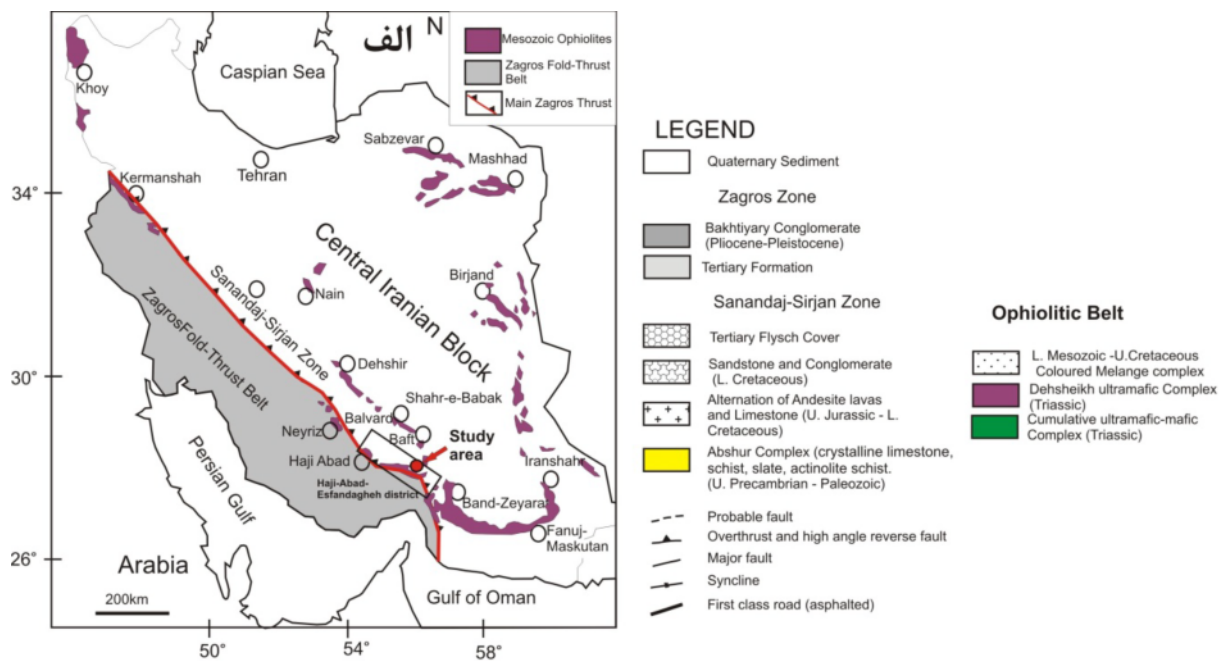 الف
N
Mesozoic Ophiolites
Zagros Fold-Thrust
Belt
Main Zagros Thrust
Caspian Sea
Khoy
Sabzevar
Mashhad
Tehran
Kermanshah
34°
30°
26°
Central Iranian Block
Sanandaj-Sirjan Zone
ZagrosFold-Thrust Belt
Nain
Birjand
Dehshir
Shahr-e-Babak
Balvard
Baft
Neyriz
Study
area
Haji Abad
Haji-Abad-
Esfandagheh district
Iranshahr
Band-Zeyarat
Fanuj-
Maskutan
Persian Gulf
Arabia
Gulf of Oman
200km
50°
54°
58°
LEGEND
Quaternary Sediment
Zagros Zone
Bakhtiyary Conglomerate
(Pliocene-Pleistocene)
Tertiary Formation
Sanandaj-Sirjan Zone
Tertiary Flysch Cover
Sandstone and Conglomerate
(L. Cretaceous)
Alternation of Andesite lavas
and Limestone (U. Jurassic - L.
Cretaceous)
Abshur Complex (crystalline limestone,
schist, slate, actinolite schist.
(U. Precambrian - Paleozoic)
Probable fault
Overthrust and high angle reverse fault
Major fault
Syncline
First class road (asphalted)
Ophiolitic Belt
L. Mesozoic -U.Cretaceous
Coloured Melange complex
Dehsheikh ultramafic Complex
(Triassic)
Cumulative ultramafic-mafic
Complex (Triassic)